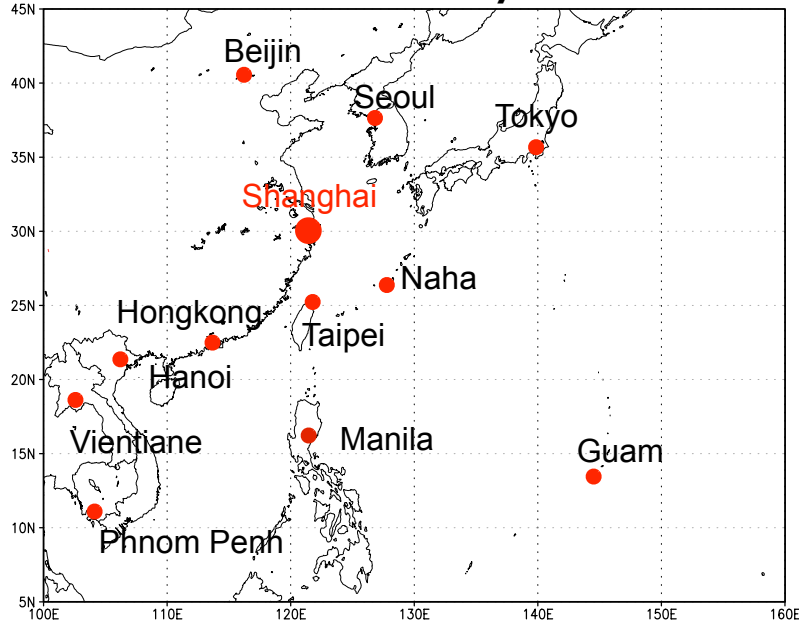 45N
Beijin
40N
Seoul
Tokyo
35N
Shanghai
30N
Naha
25N
Hongkong
Taipei
20N
Hanoi
Vientiane
15N
Manila
Guam
10N
Phnom Penh
5N
100E
110E
120E
130E
140E
150E
160E